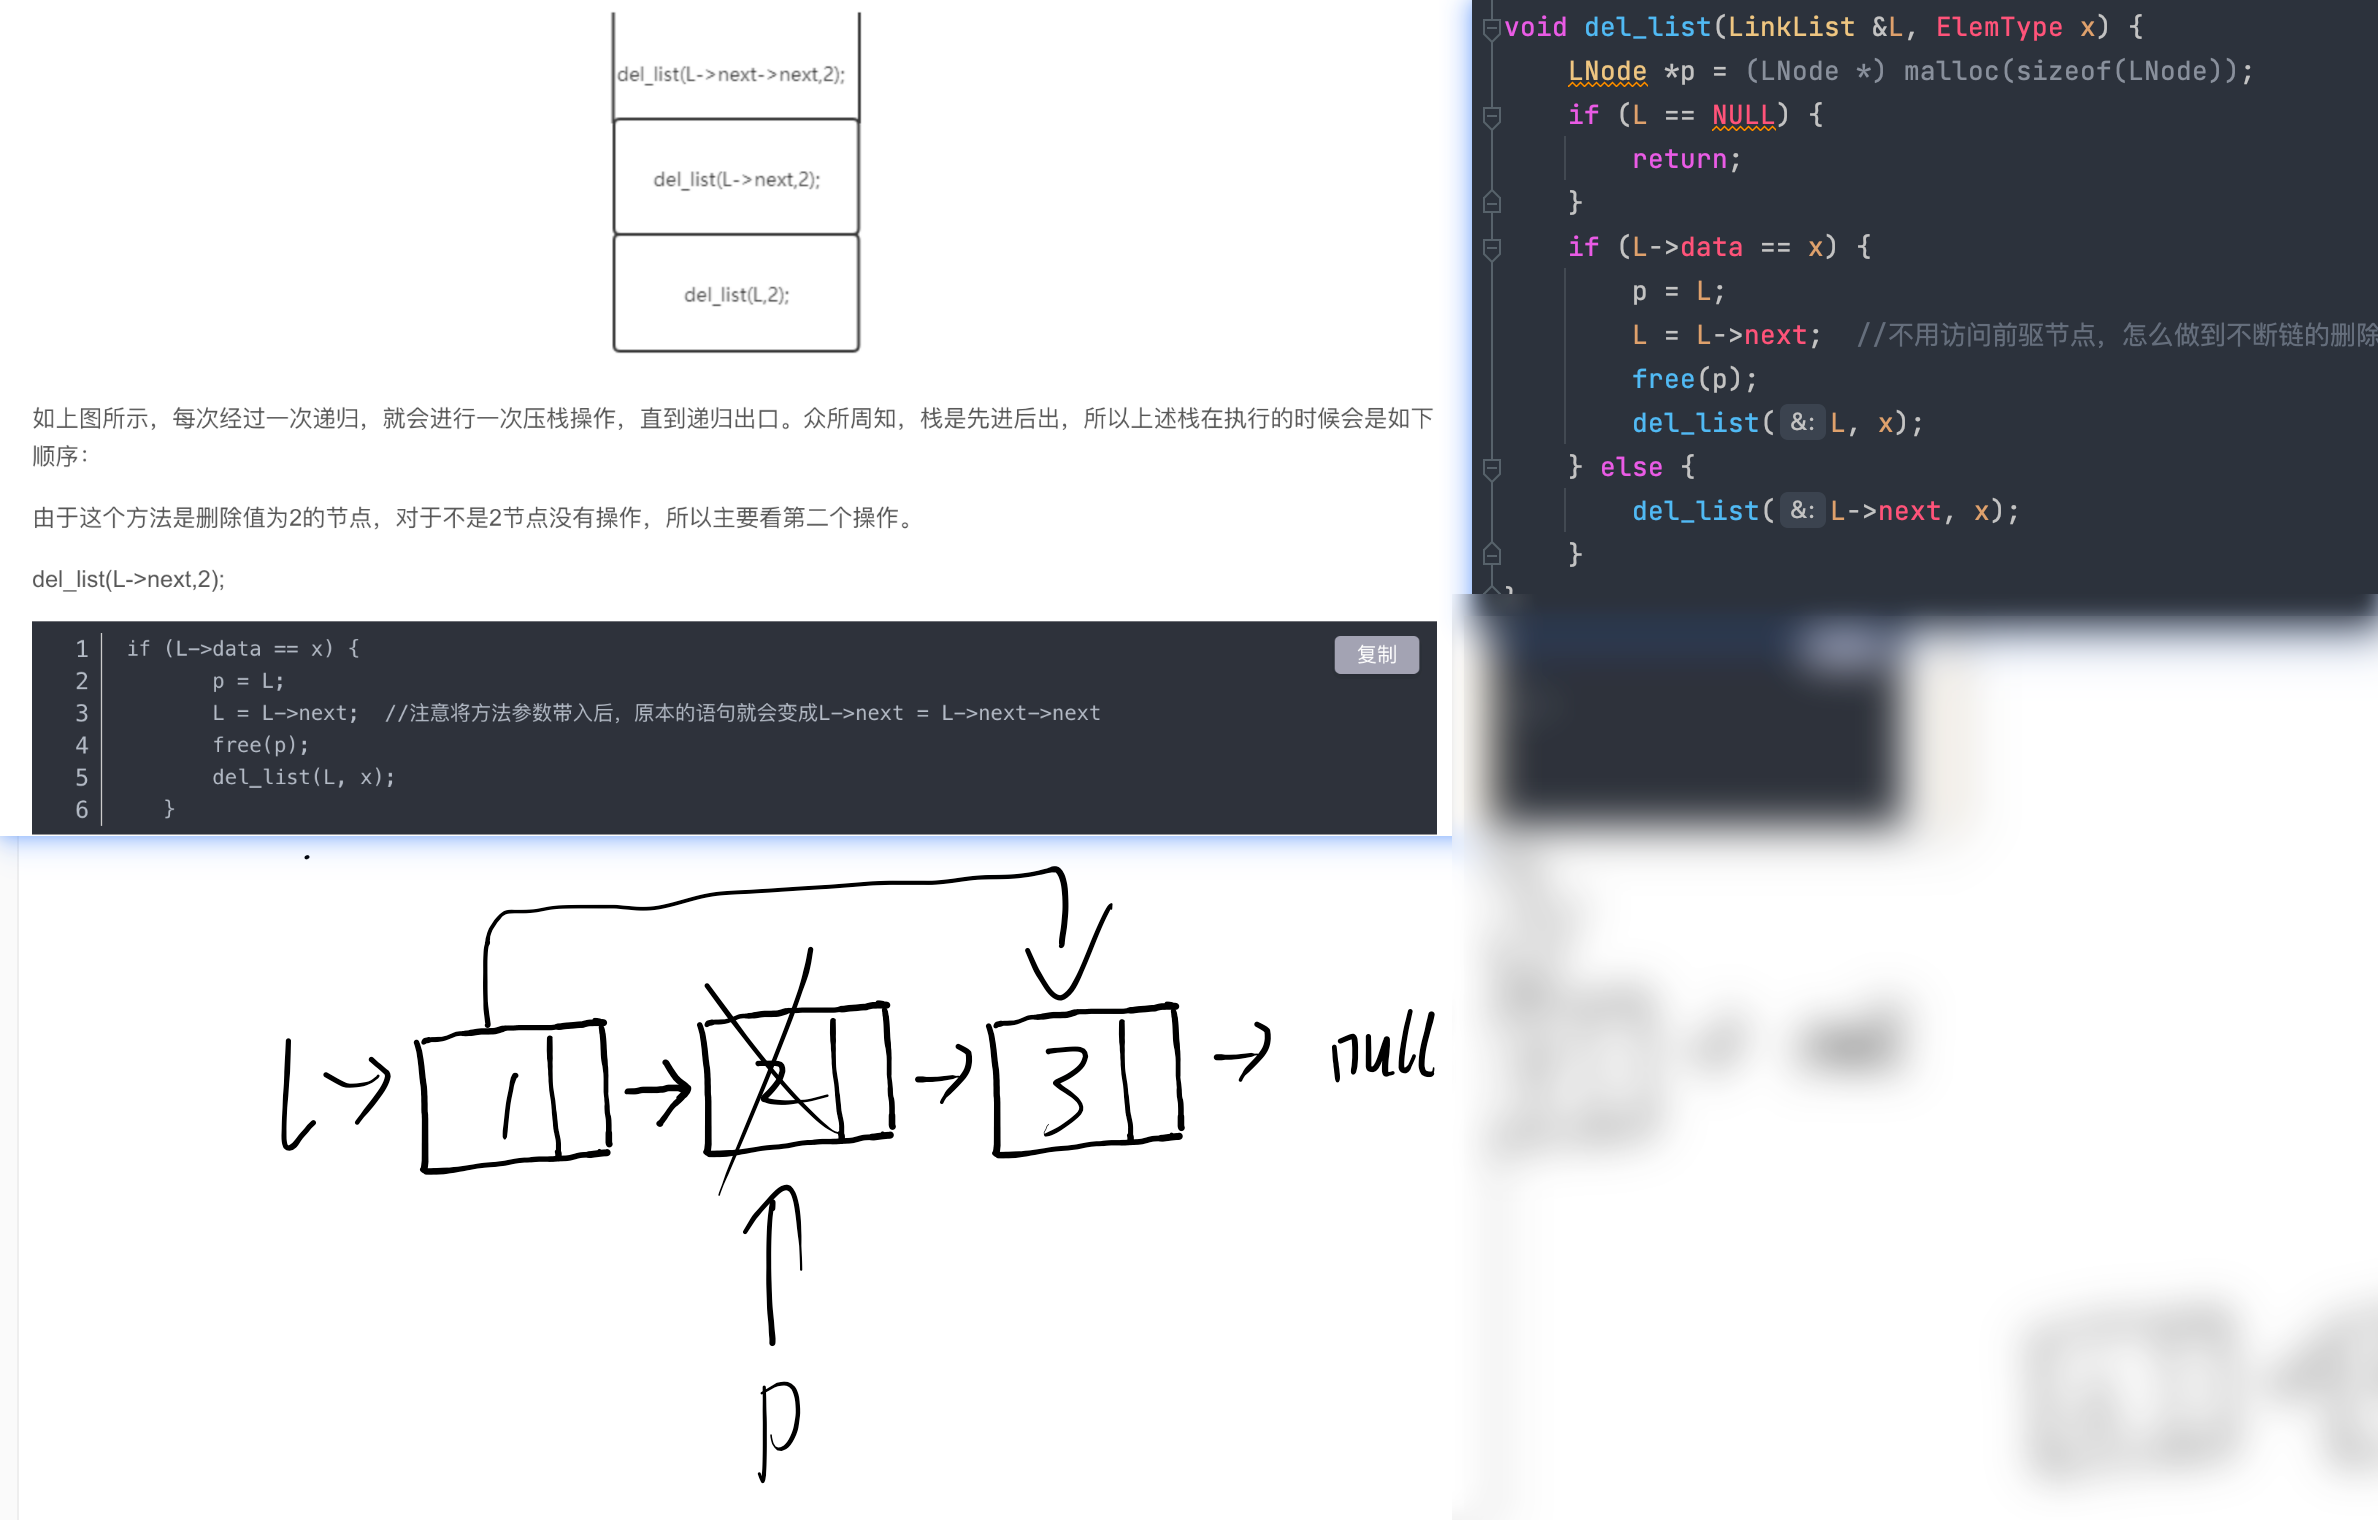 del_list(L->next->next,2);
del_list(L->next,2);
del_list(L,2);
如上图所示，每次经过一次递归，就会进行一次压栈操作，直到递归出口。众所周知，栈是先进后出，所以上述栈在执行的时候会是如下
顺序：
由于这个方法是删除值为2的节点，对于不是2节点没有操作，所以主要看第二个操作。
del_list(L->next,2);
复制
1 if (L->data == x) {
2 p = L;
3 L = L->next; //注意将方法参数带入后，原本的语句就会变成L->next = L->next->next
4 free(p);
5 del_list(L, x);
6 }
void del_list(LinkList &L, ElemType x) {
LNode *p = (LNode *) malloc(sizeof(LNode));
if (L == NULL) {
return;
}
if (L->data == x) {
p = L;
L = L->next; //不用访问前驱节点，怎么做到不断链的删除
free(p);
del_list( &: L, x);
} else {
del_list( &: L->next, x);
}
}
L 1 2 3 null
p